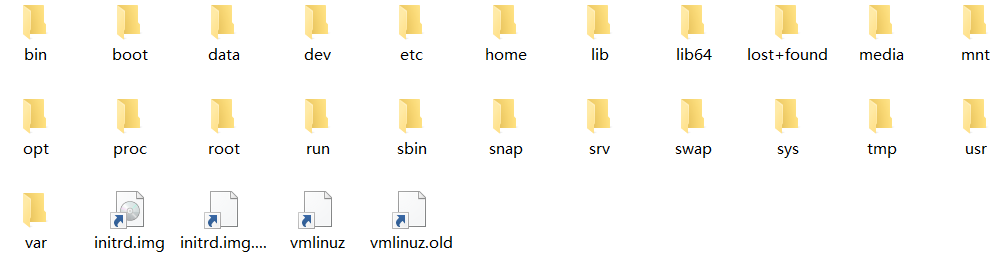 bin boot data dev etc home lib lib64 lost+found media mnt
opt proc root run sbin snap srv swap sys tmp usr
var initrd.img initrd.img.... vmlinuz vmlinuz.old